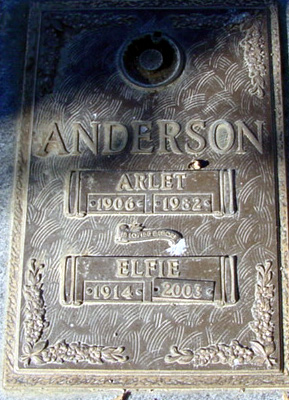 ANDERSON
ARLET
1906 1982
ELFIE
1914 2003